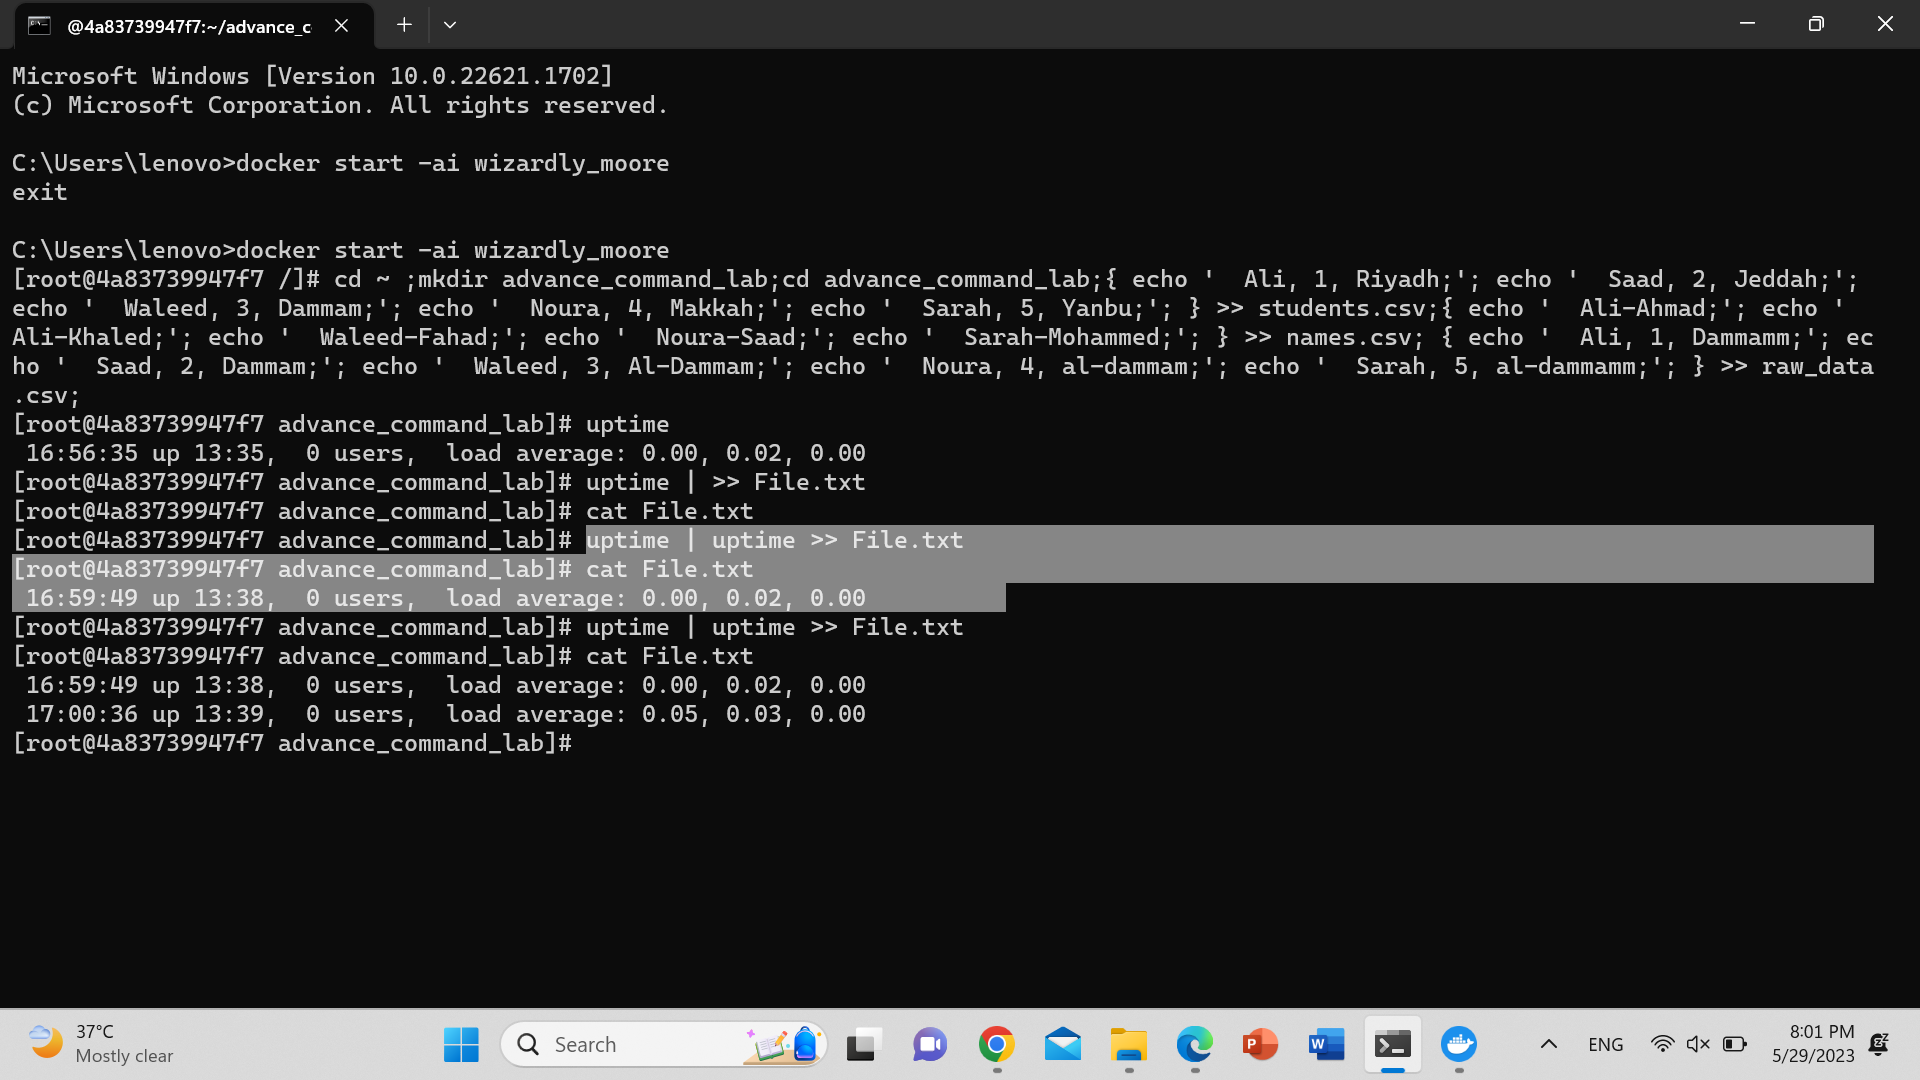 @4a83739947f7:~/advance_c
Microsoft Windows [Version 10.0.22621.1702]
(c) Microsoft Corporation. All rights reserved.
C:\Users\lenovo>docker start -ai wizardly_moore
exit
C:\Users\lenovo>docker start -ai wizardly_moore
[root@4a83739947f7 /]# cd ~ ;mkdir advance_command_lab;cd advance_command_lab;{ echo '  Ali, 1, Riyadh;'; echo '  Saad, 2, Jeddah;';
echo '  Waleed, 3, Dammam;'; echo '  Noura, 4, Makkah;'; echo '  Sarah, 5, Yanbu;'; } >> students.csv;{ echo '  Ali-Ahmad;'; echo '
Ali-Khaled;'; echo '  Waleed-Fahad;'; echo '  Noura-Saad;'; echo '  Sarah-Mohammed;'; } >> names.csv; { echo '  Ali, 1, Dammamm;'; ec
ho '  Saad, 2, Dammam;'; echo '  Waleed, 3, Al-Dammam;'; echo '  Noura, 4, al-dammam;'; echo '  Sarah, 5, al-dammamm;'; } >> raw_data
.csv;
[root@4a83739947f7 advance_command_lab]# uptime
 16:56:35 up 13:35,  0 users,  load average: 0.00, 0.02, 0.00
[root@4a83739947f7 advance_command_lab]# uptime | >> File.txt
[root@4a83739947f7 advance_command_lab]# cat File.txt
[root@4a83739947f7 advance_command_lab]# uptime | uptime >> File.txt
[root@4a83739947f7 advance_command_lab]# cat File.txt
 16:59:49 up 13:38,  0 users,  load average: 0.00, 0.02, 0.00
[root@4a83739947f7 advance_command_lab]# uptime | uptime >> File.txt
[root@4a83739947f7 advance_command_lab]# cat File.txt
 16:59:49 up 13:38,  0 users,  load average: 0.00, 0.02, 0.00
 17:00:36 up 13:39,  0 users,  load average: 0.05, 0.03, 0.00
[root@4a83739947f7 advance_command_lab]#
37°C
Mostly clear
Search
P
W
ENG
8:01 PM
5/29/2023